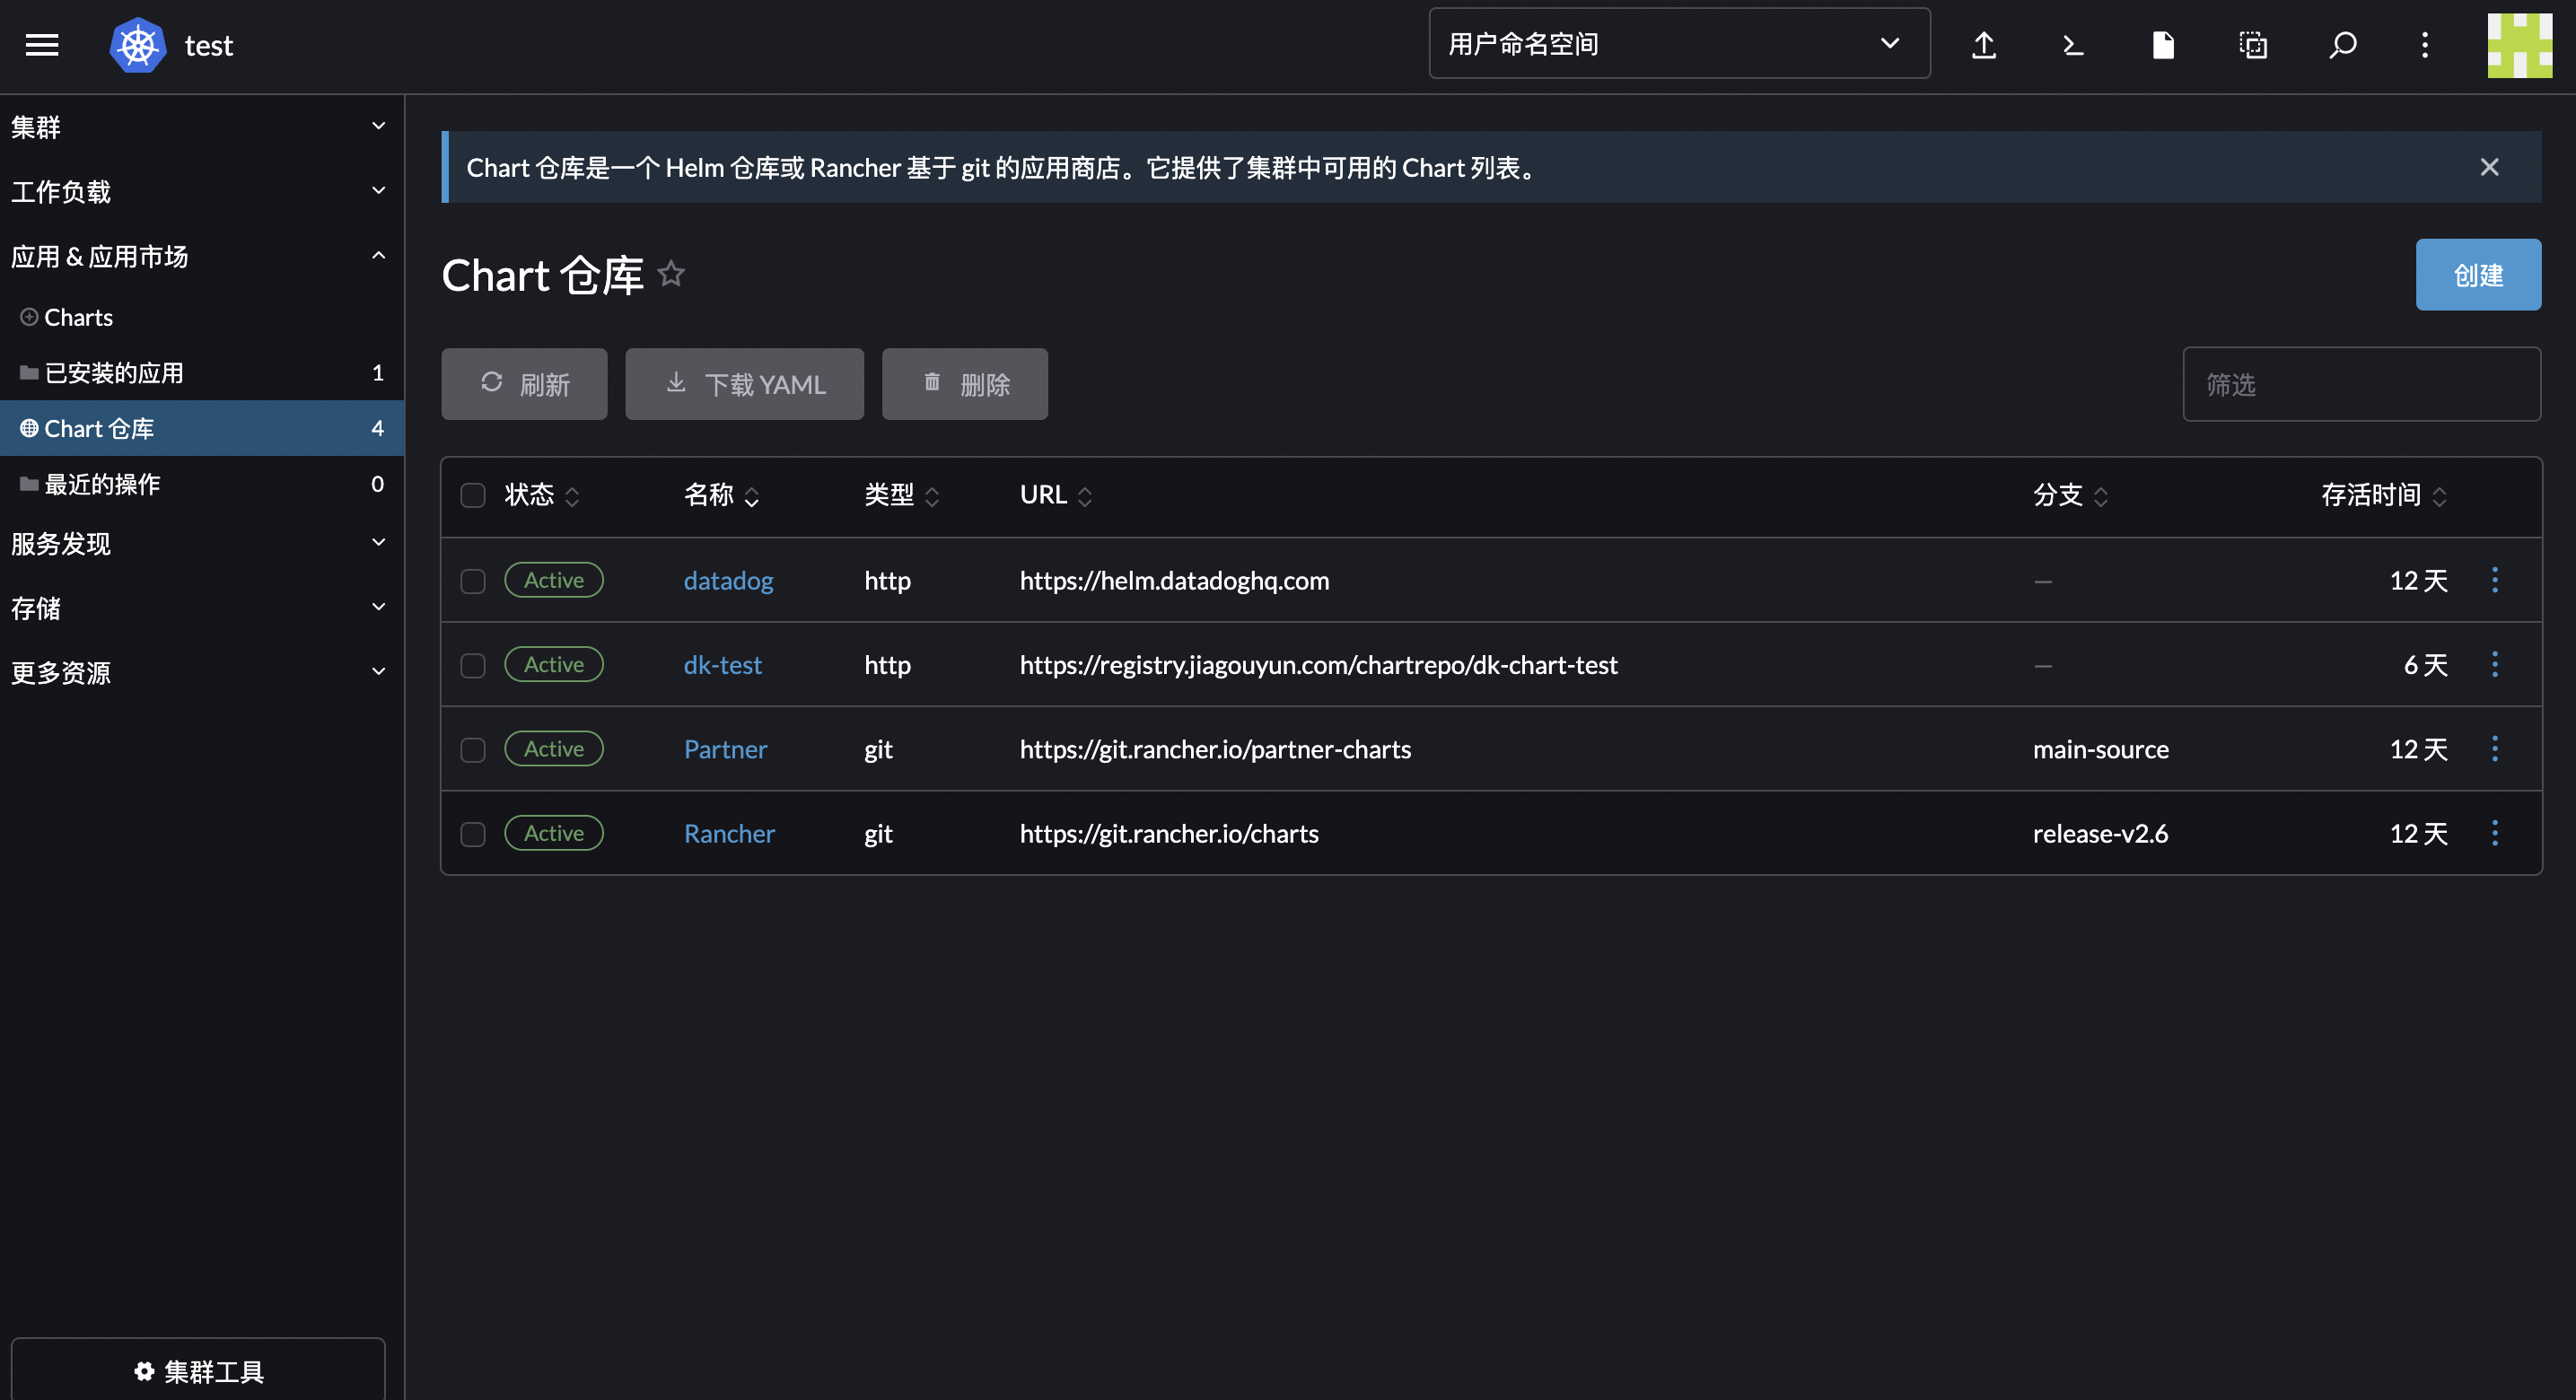 test
用户命名空间
集群
工作负载
应用 & 应用市场
Charts
已安装的应用 1
Chart 仓库 4
最近的操作 0
服务发现
存储
更多资源
集群工具
Chart 仓库是一个 Helm 仓库或 Rancher 基于 git 的应用商店。它提供了集群中可用的 Chart 列表。
Chart 仓库
创建
刷新 下载 YAML 删除
筛选
状态 名称 类型 URL 分支 存活时间
Active datadog http https://helm.datadoghq.com — 12 天
Active dk-test http https://registry.jiagouyun.com/chartrepo/dk-chart-test — 6 天
Active Partner git https://git.rancher.io/partner-charts main-source 12 天
Active Rancher git https://git.rancher.io/charts release-v2.6 12 天